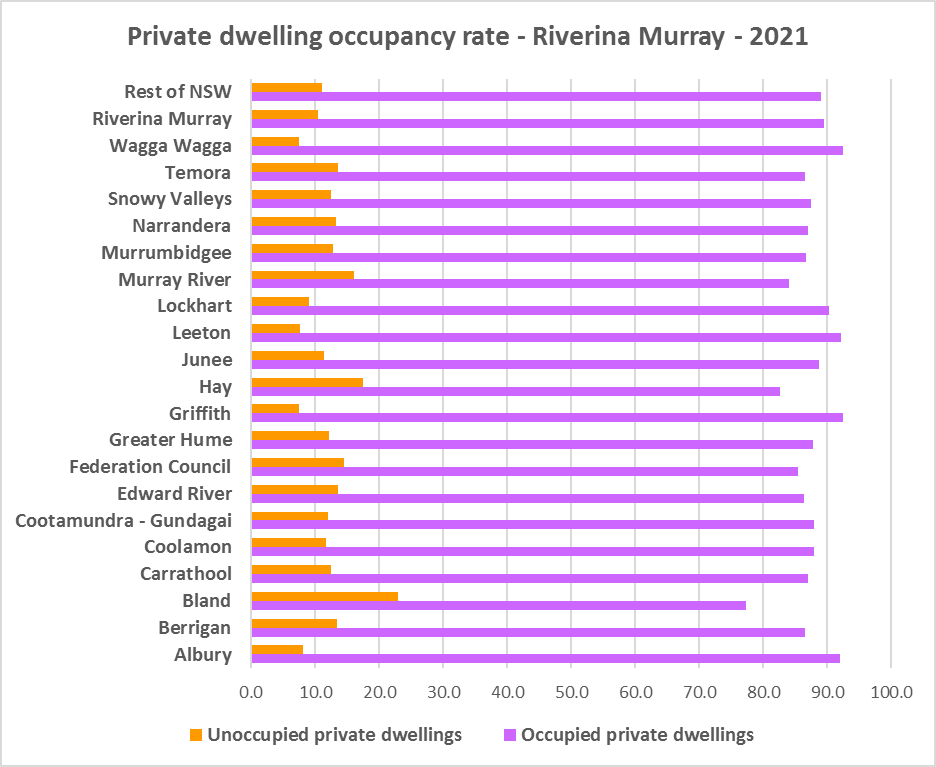 Private dwelling occupancy rate - Riverina Murray - 2021
Rest of NSW
Riverina Murray
Wagga Wagga
Temora
Snowy Valleys
Narrandera
Murrumbidgee
Murray River
Lockhart
Leeton
Junee
Hay
Griffith
Greater Hume
Federation Council
Edward River
Cootamundra - Gundagai
Coolamon
Carrathool
Bland
Berrigan
Albury
0.0 10.0 20.0 30.0 40.0 50.0 60.0 70.0 80.0 90.0 100.0
Unoccupied private dwellings Occupied private dwellings